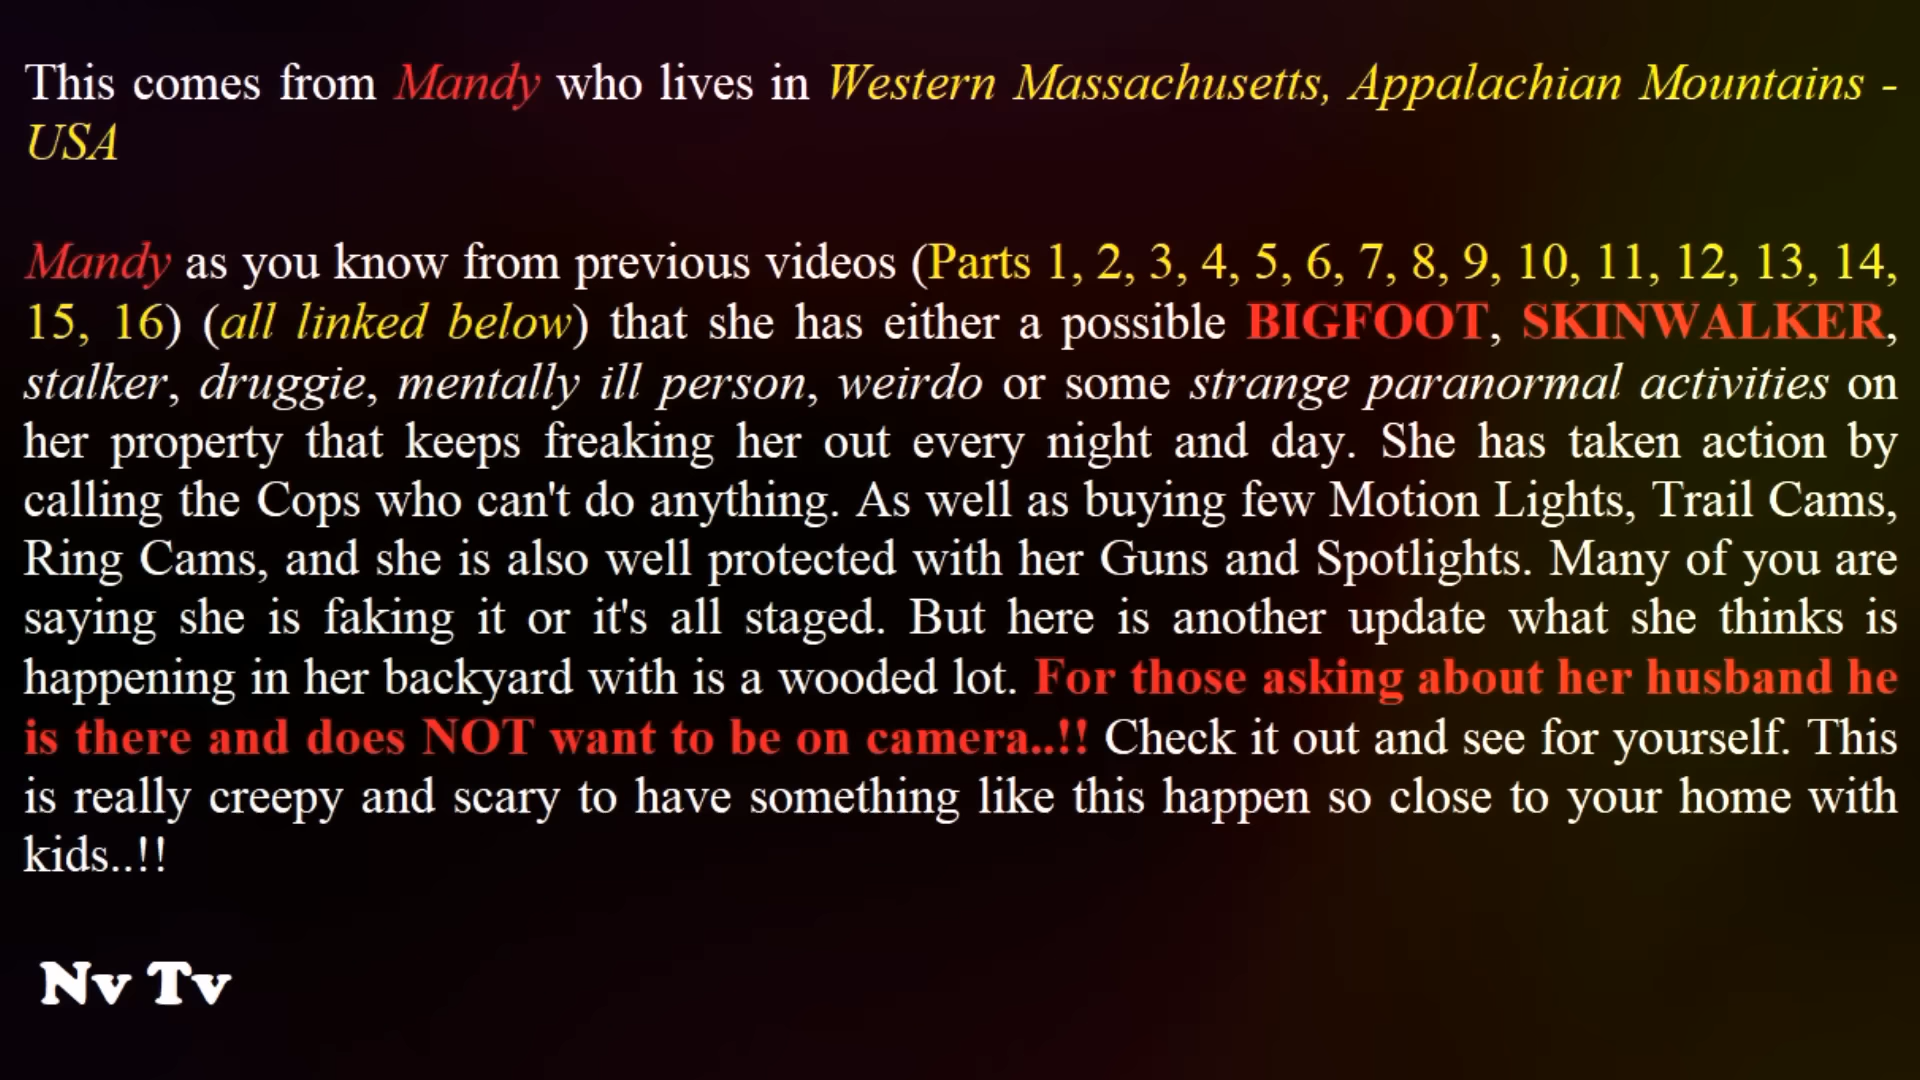 This comes from Mandy who lives in Western Massachusetts, Appalachian Mountains -
USA
Mandy as you know from previous videos (Parts 1, 2, 3, 4, 5, 6, 7, 8, 9, 10, 11, 12, 13, 14,
15, 16) (all linked below) that she has either a possible BIGFOOT, SKINWALKER,
stalker, druggie, mentally ill person, weirdo or some strange paranormal activities on
her property that keeps freaking her out every night and day. She has taken action by
calling the Cops who can't do anything. As well as buying few Motion Lights, Trail Cams,
Ring Cams, and she is also well protected with her Guns and Spotlights. Many of you are
saying she is faking it or it's all staged. But here is another update what she thinks is
happening in her backyard with is a wooded lot. For those asking about her husband he
is there and does NOT want to be on camera..!! Check it out and see for yourself. This
is really creepy and scary to have something like this happen so close to your home with
kids..!!
Nv Tv